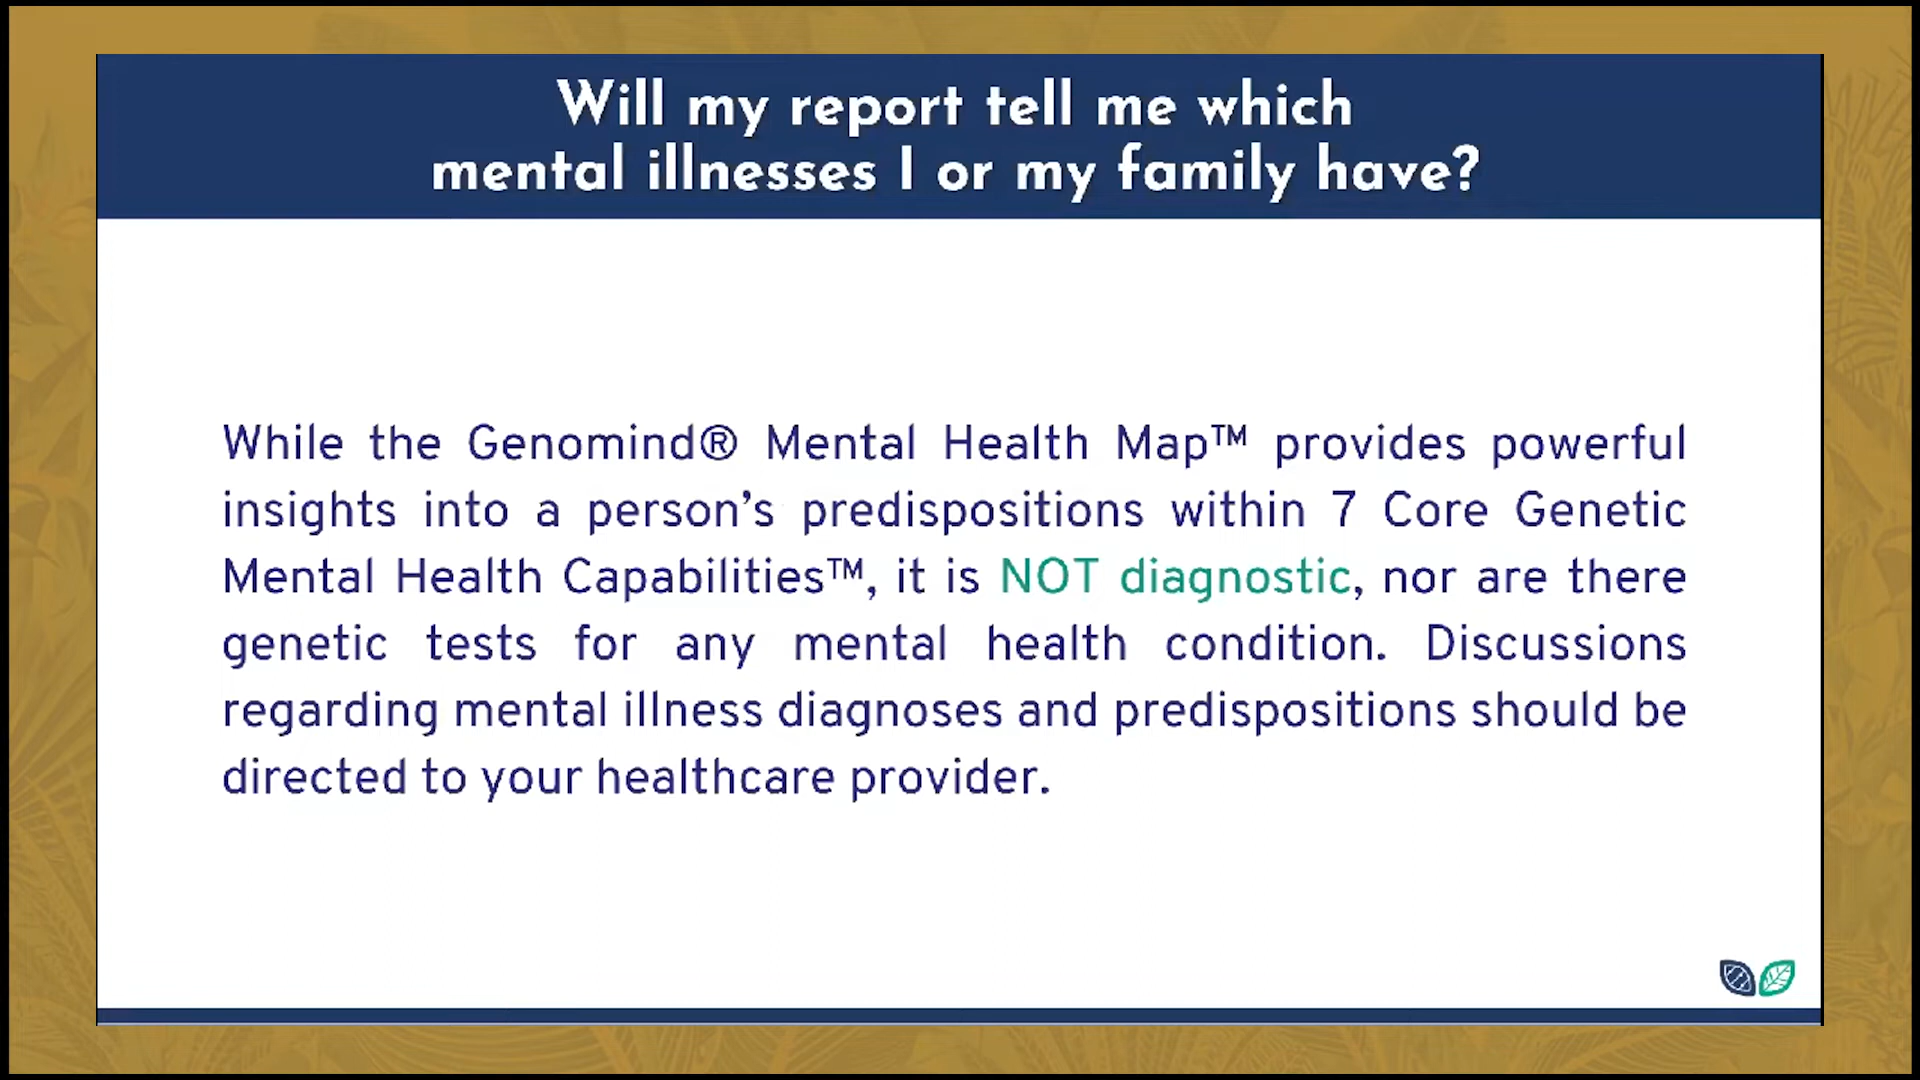 Will my report tell me which
mental illnesses I or my family have?
While the Genomind® Mental Health Map™ provides powerful
insights into a person’s predispositions within 7 Core Genetic
Mental Health Capabilities™, it is NOT diagnostic, nor are there
genetic tests for any mental health condition. Discussions
regarding mental illness diagnoses and predispositions should be
directed to your healthcare provider.